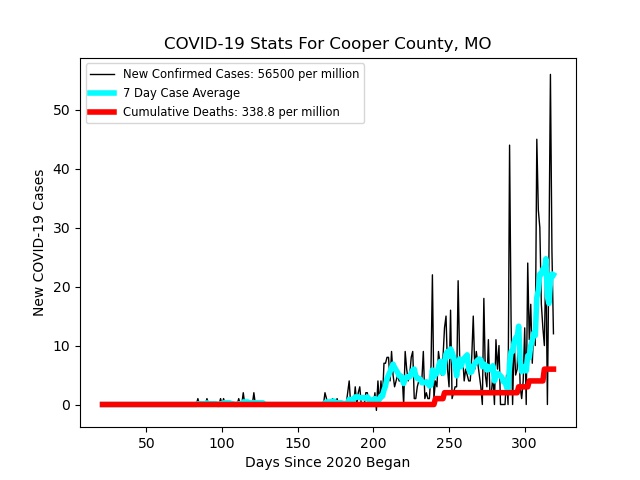 COVID-19 Stats For Cooper County, MO
New Confirmed Cases: 56500 per million
7 Day Case Average
Cumulative Deaths: 338.8 per million
New COVID-19 Cases
50
40
30
20
10
0
50 100 150 200 250 300
Days Since 2020 Began